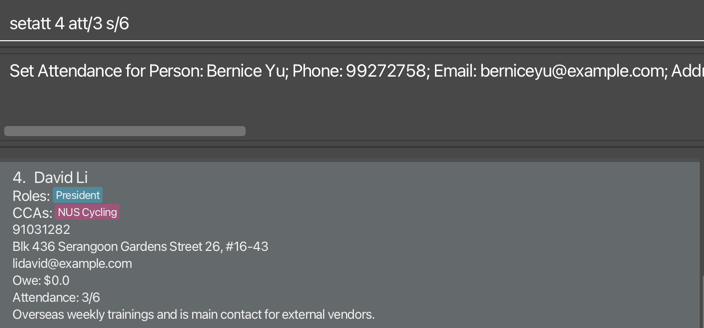 setatt 4 att/3 s/6
Set Attendance for Person: Bernice Yu; Phone: 99272758; Email: berniceyu@example.com; Addr
4. David Li
Roles: President
CCAs: NUS Cycling
91031282
Blk 436 Serangoon Gardens Street 26, #16-43
lidavid@example.com
Owe: $0.0
Attendance: 3/6
Overseas weekly trainings and is main contact for external vendors.